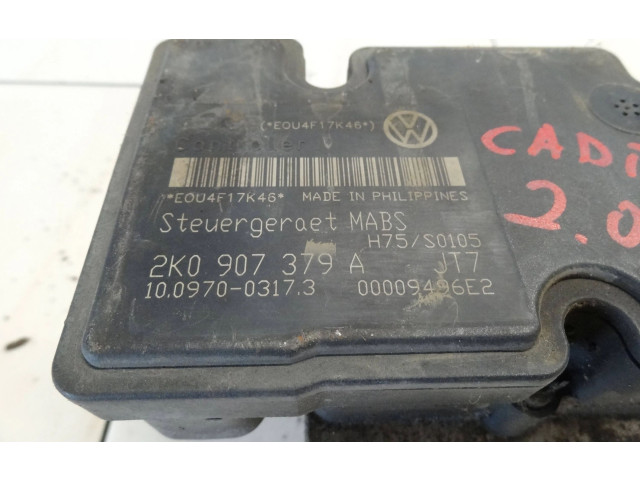 (*EOU4F17K46*)
CADI
2.0
*EOU4F17K46* MADE IN PHILIPPINES
Steuergeraet MABS
H75/S0105
2K0 907 379 A JT7
10.0970-0317.3 00009496E2